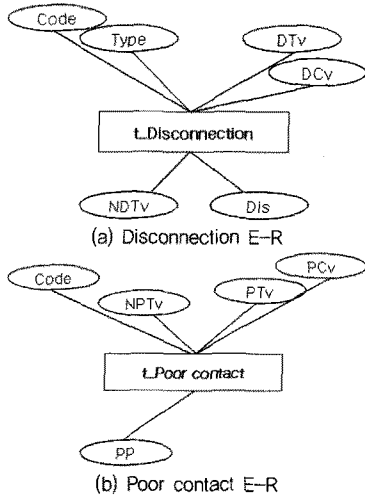 Code
Type
DTv
DCv
t_Disconnection
NDTv
Dis
(a) Disconnection E-R
Code
NPTv
PTv
PCv
t_Poor contact
PP
(b) Poor contact E-R